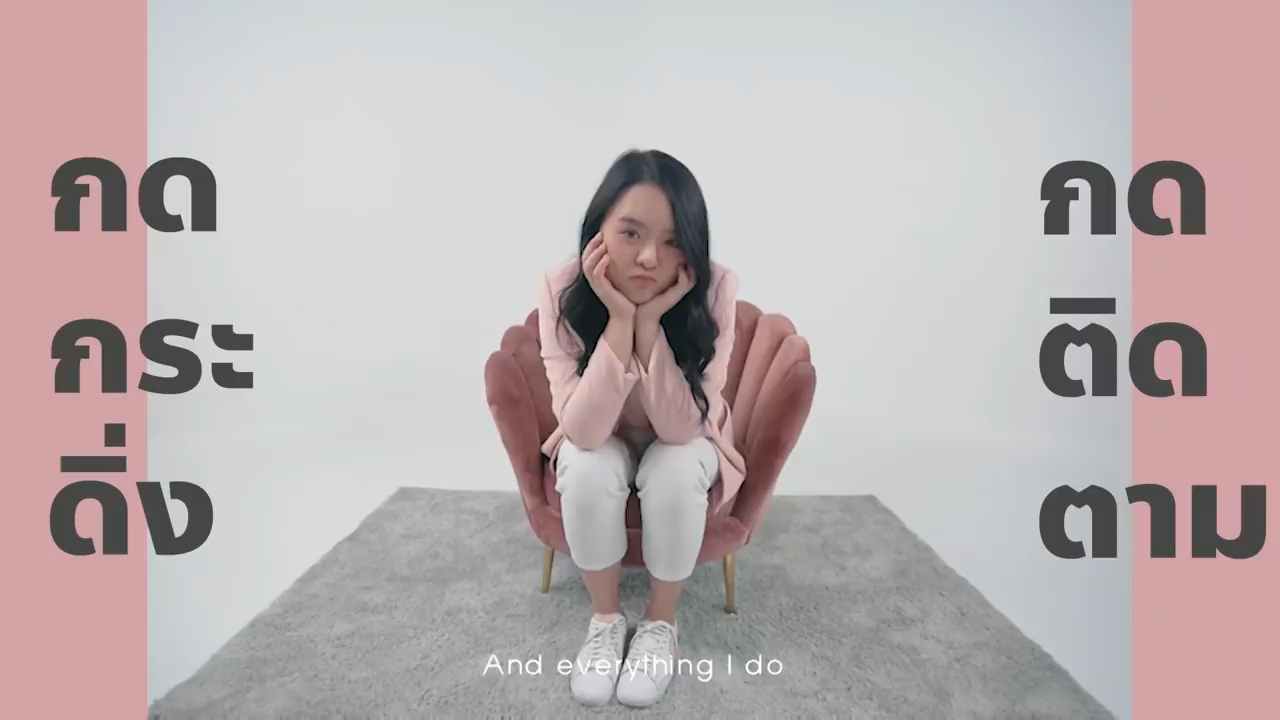 กด
กระ
ดิ่ง
กด
ติด
ตาม
And everything I do